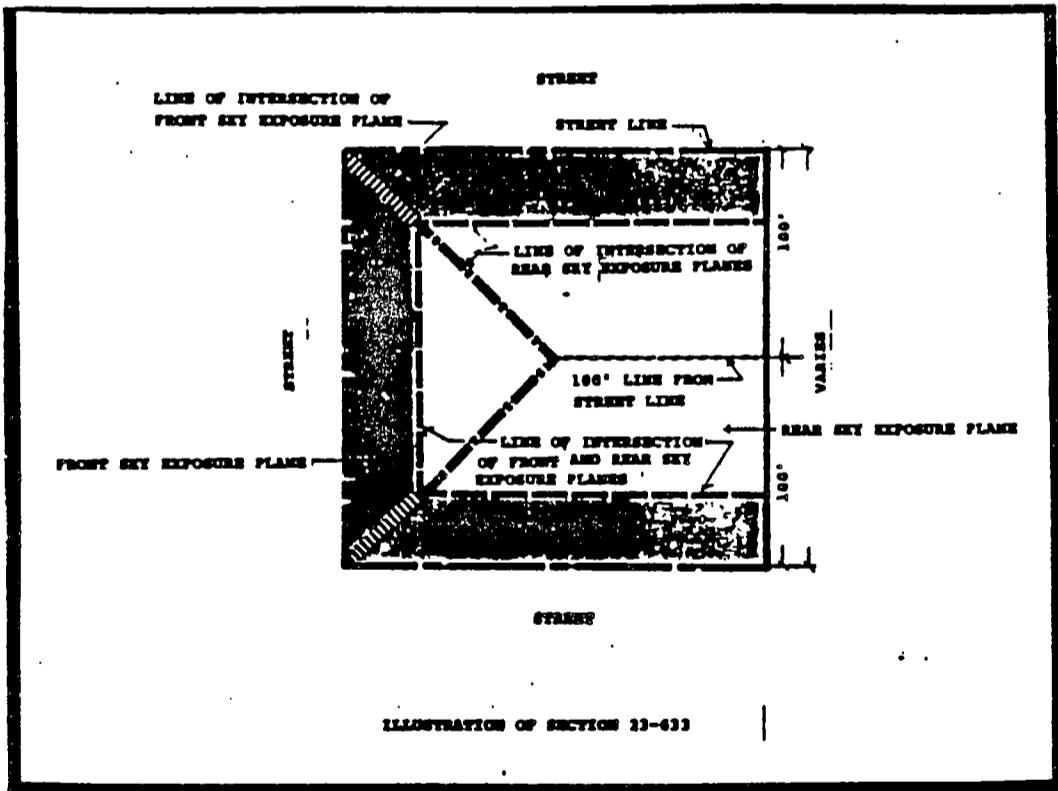 STREET
LINE OF INTERSECTION OF
FRONT SKY EXPOSURE PLANE
STREET LINE
100'
LINE OF INTERSECTION OF
REAR SKY EXPOSURE PLANES
STREET
VARIES
100' LINE FROM
STREET LINE
REAR SKY EXPOSURE PLANE
LINE OF INTERSECTION
OF FRONT AND REAR SKY
EXPOSURE PLANES
FRONT SKY EXPOSURE PLANE
100'
STREET
ILLUSTRATION OF SECTION 23-633